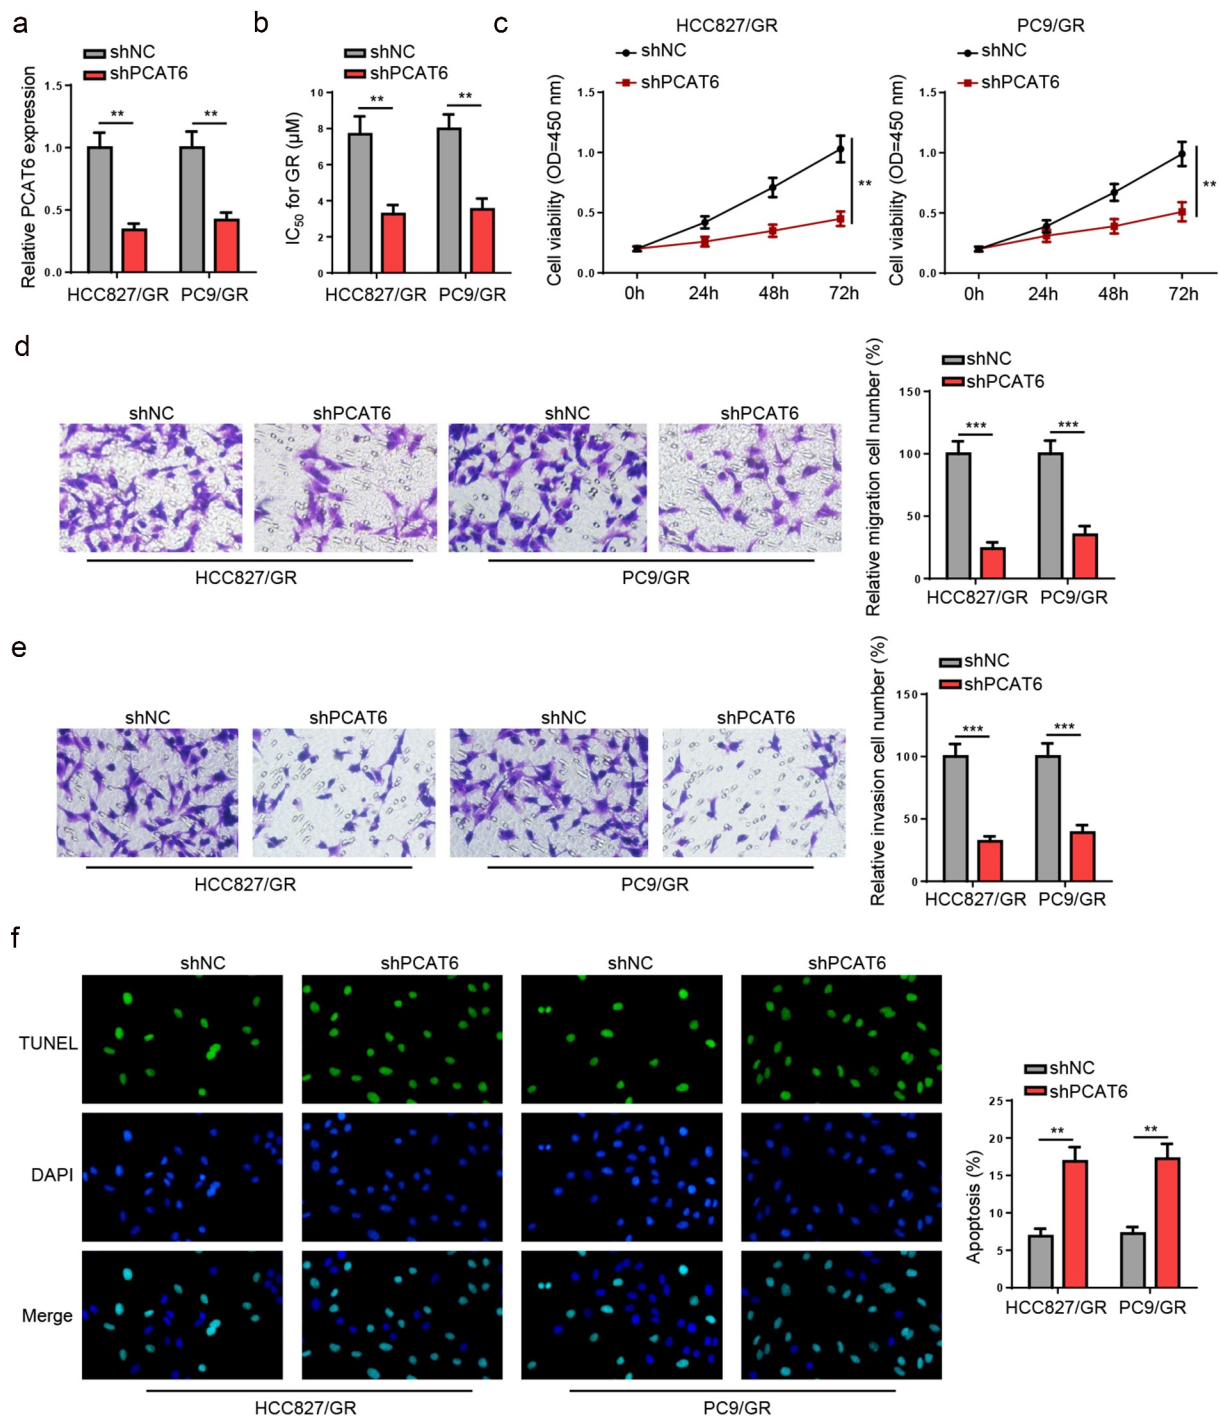 a
shNC
shPCAT6
Relative PCAT6 expression
1.5
1.0
0.5
0.0
**
**
HCC827/GR
PC9/GR
b
shNC
shPCAT6
IC50 for GR (μM)
10
8
6
4
2
0
**
**
HCC827/GR
PC9/GR
c
HCC827/GR
shNC
shPCAT6
Cell viability (OD=450 nm)
1.5
1.0
0.5
0.0
**
0h
24h
48h
72h
PC9/GR
shNC
shPCAT6
Cell viability (OD=450 nm)
1.5
1.0
0.5
0.0
**
0h
24h
48h
72h
d
shNC
shPCAT6
shNC
shPCAT6
HCC827/GR
PC9/GR
shNC
shPCAT6
Relative migration cell number (%)
150
100
50
0
***
***
HCC827/GR
PC9/GR
e
shNC
shPCAT6
shNC
shPCAT6
HCC827/GR
PC9/GR
shNC
shPCAT6
Relative invasion cell number (%)
150
100
50
0
***
***
HCC827/GR
PC9/GR
f
shNC
shPCAT6
shNC
shPCAT6
TUNEL
DAPI
Merge
HCC827/GR
PC9/GR
shNC
shPCAT6
Apoptosis (%)
25
20
15
10
5
0
**
**
HCC827/GR
PC9/GR